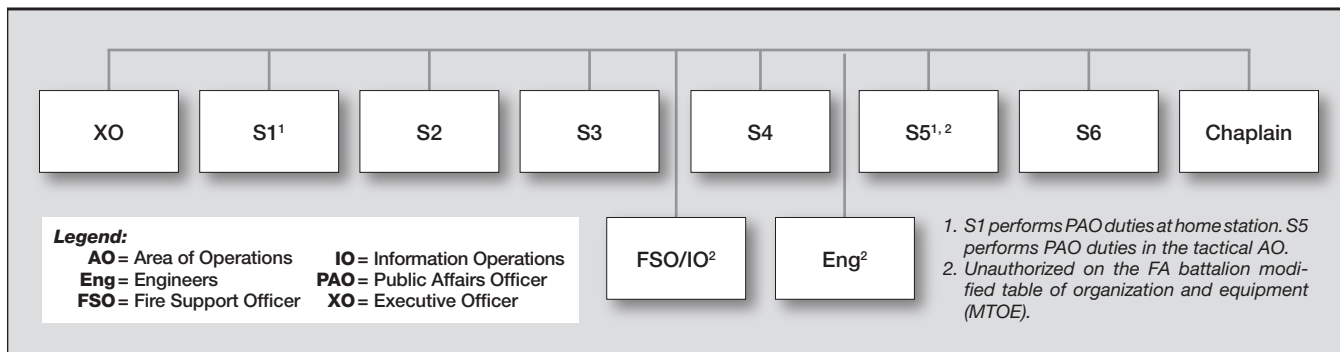 XO
S1¹
S2
S3
S4
S5¹, ²
S6
Chaplain
FSO/IO²
Eng²
Legend:
AO = Area of Operations
Eng = Engineers
FSO = Fire Support Officer
IO = Information Operations
PAO = Public Affairs Officer
XO = Executive Officer
1. S1 performs PAO duties at home station. S5
performs PAO duties in the tactical AO.
2. Unauthorized on the FA battalion modi-
fied table of organization and equipment
(MTOE).